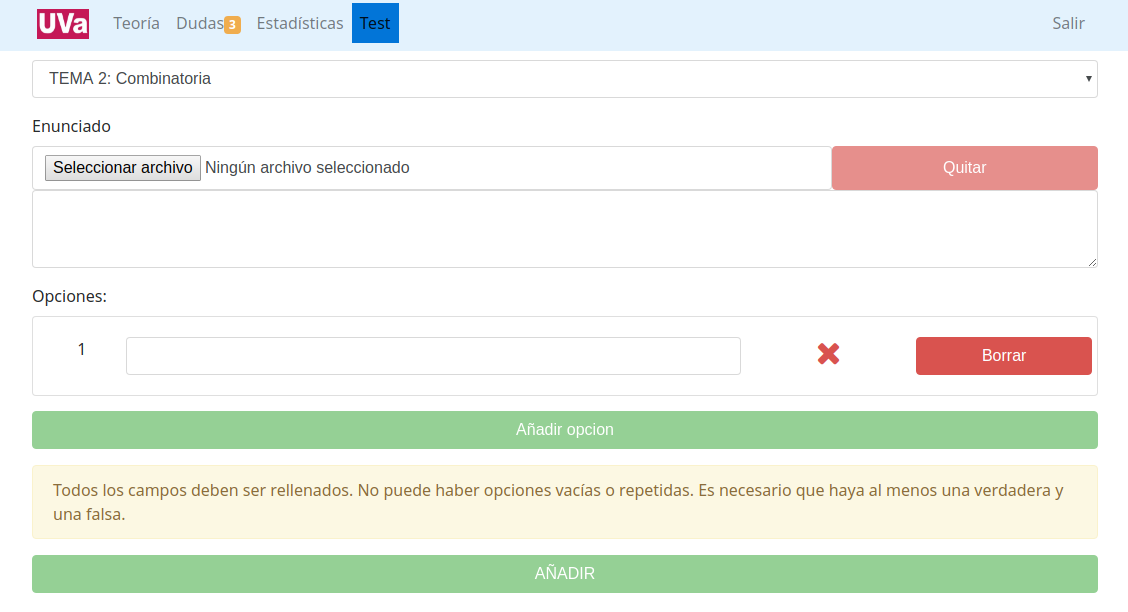 UVa Teoría Dudas 3 Estadísticas Test Salir
TEMA 2: Combinatoria
Enunciado
Seleccionar archivo Ningún archivo seleccionado Quitar
Opciones:
1 Borrar
Añadir opcion
Todos los campos deben ser rellenados. No puede haber opciones vacías o repetidas. Es necesario que haya al menos una verdadera y
una falsa.
AÑADIR